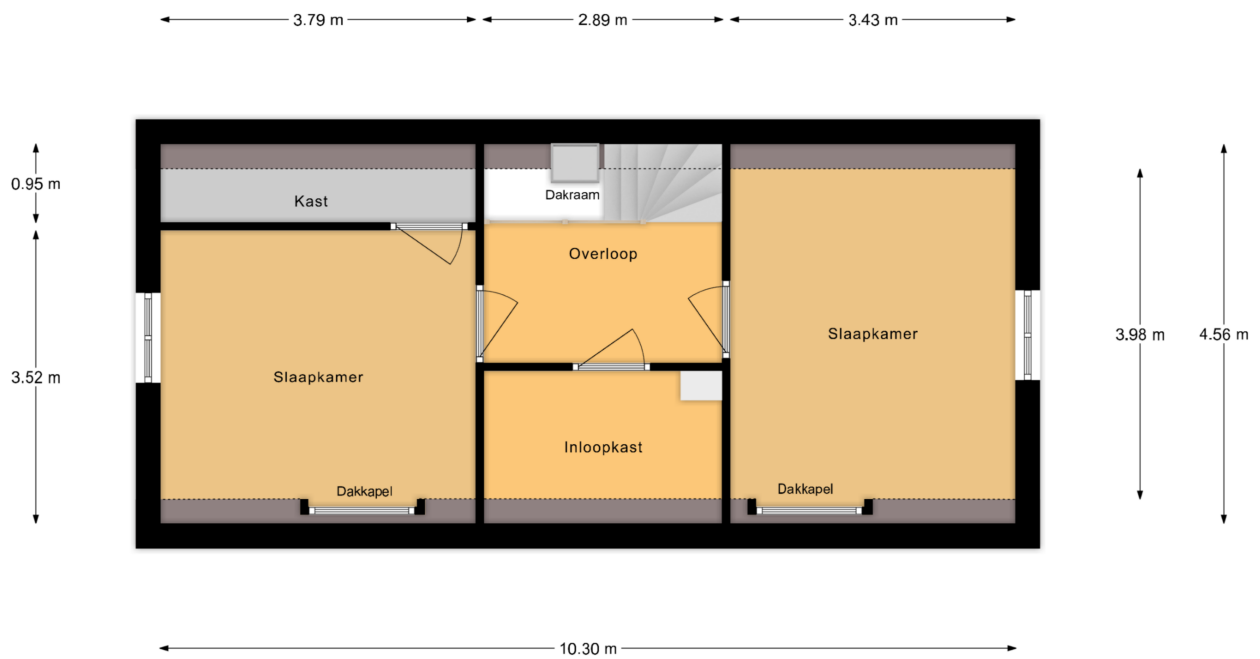 3.79 m
2.89 m
3.43 m
0.95 m
3.52 m
Kast
Dakraam
Overloop
Slaapkamer
Slaapkamer
Inloopkast
Dakkapel
Dakkapel
3.98 m
4.56 m
10.30 m